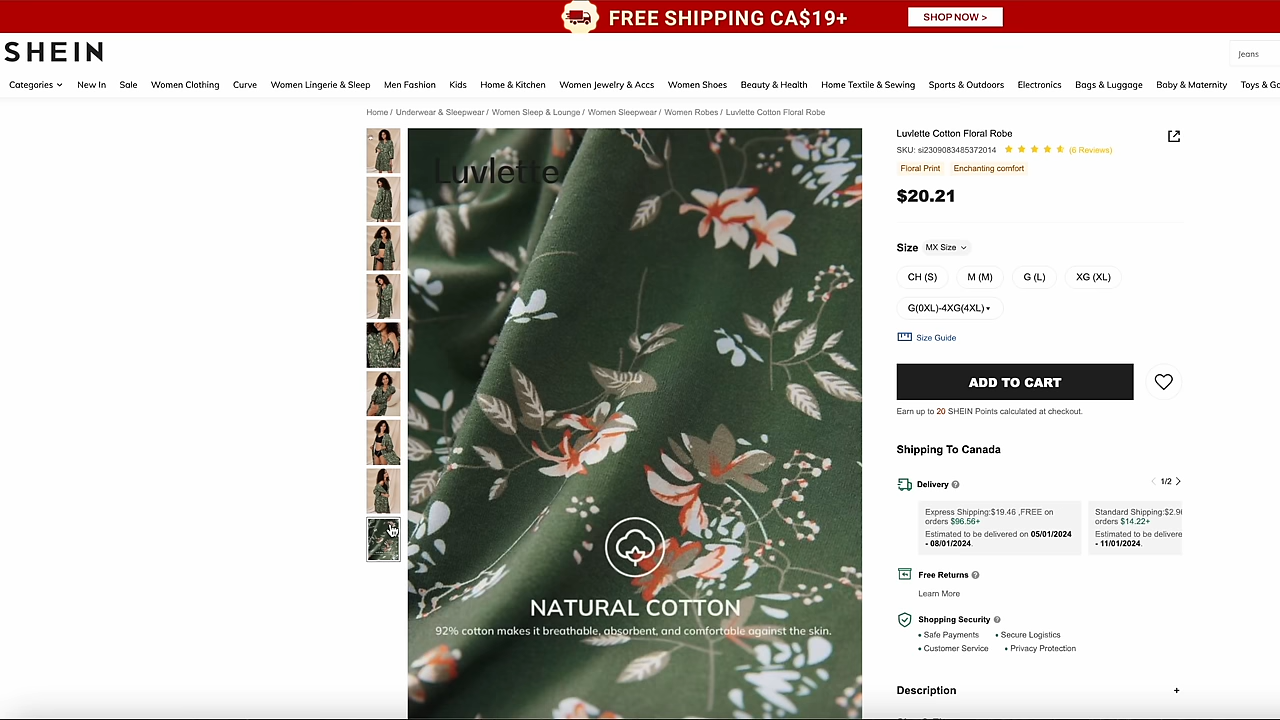 FREE SHIPPING CA$19+
SHOP NOW >
SHEIN
Jeans
Categories New In Sale Women Clothing Curve Women Lingerie & Sleep Men Fashion Kids Home & Kitchen Women Jewelry & Accs Women Shoes Beauty & Health Home Textile & Sewing Sports & Outdoors Electronics Bags & Luggage Baby & Maternity Toys & Ga
Home / Underwear & Sleepwear / Women Sleep & Lounge / Women Sleepwear / Women Robes / Luvlette Cotton Floral Robe
Luvlette
NATURAL COTTON
92% cotton makes it breathable, absorbent, and comfortable against the skin.
Luvlette Cotton Floral Robe
SKU: si2309083485372014 (6 Reviews)
Floral Print Enchanting comfort
$20.21
Size MX Size
CH (S) M (M) G (L) XG (XL)
G(0XL)-4XG(4XL)
Size Guide
ADD TO CART
Earn up to 20 SHEIN Points calculated at checkout.
Shipping To Canada
Delivery ? 1/2
Express Shipping:$19.46 ,FREE on
orders $96.56+
Estimated to be delivered on 05/01/2024
- 08/01/2024.
Standard Shipping:$2.9
orders $14.22+
Estimated to be delivere
- 11/01/2024.
Free Returns ?
Learn More
Shopping Security ?
• Safe Payments • Secure Logistics
• Customer Service • Privacy Protection
Description +